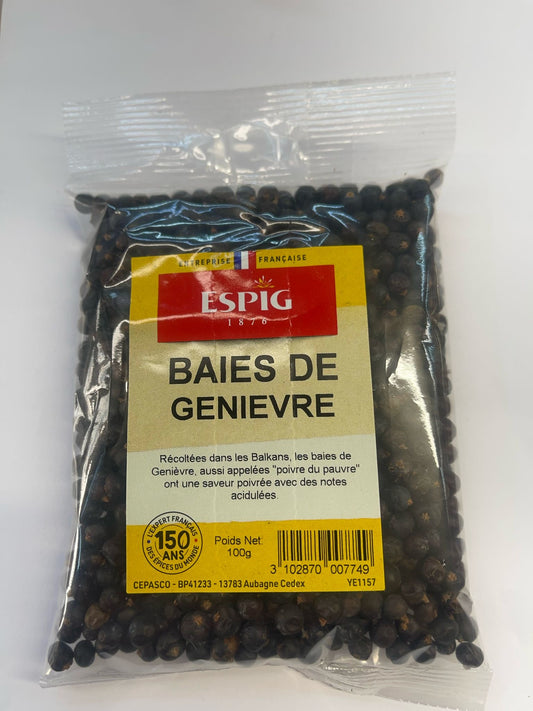 ENTREPRISE FRANÇAISE
ESPIG
1876
BAIES DE
GENIEVRE
Récoltées dans les Balkans, les baies de
Genièvre, aussi appelées "poivre du pauvre"
ont une saveur poivrée avec des notes
acidulées.
L'EXPERT FRANÇAIS
150
ANS
DES ÉPICES DU MONDE
Poids Net:
100g
3 102870 007749
CEPASCO - BP41233 - 13783 Aubagne Cedex
YE1157